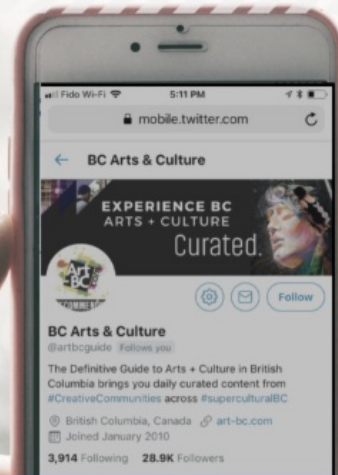 Fido Wi-Fi 5:11 PM
mobile.twitter.com
BC Arts & Culture
EXPERIENCE BC
ARTS + CULTURE
Curated.
Art
BC
BC Arts & Culture
@artbcguide Follows you
Follow
The Definitive Guide to Arts + Culture in British
Columbia brings you daily curated content from
#CreativeCommunities across #superculturalBC
British Columbia, Canada art-bc.com
Joined January 2010
3,914 Following 28.9K Followers